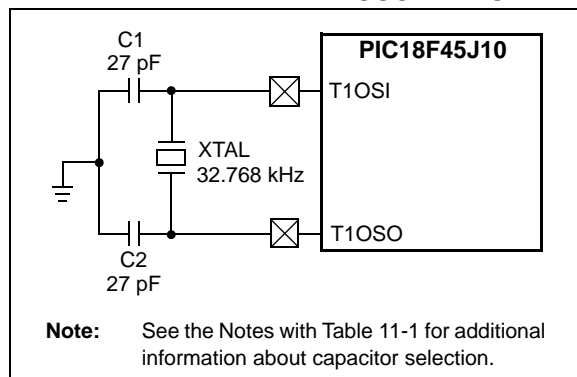 C1
27 pF
PIC18F45J10
T1OSI
XTAL
32.768 kHz
T1OSO
C2
27 pF
Note: See the Notes with Table 11-1 for additional
information about capacitor selection.